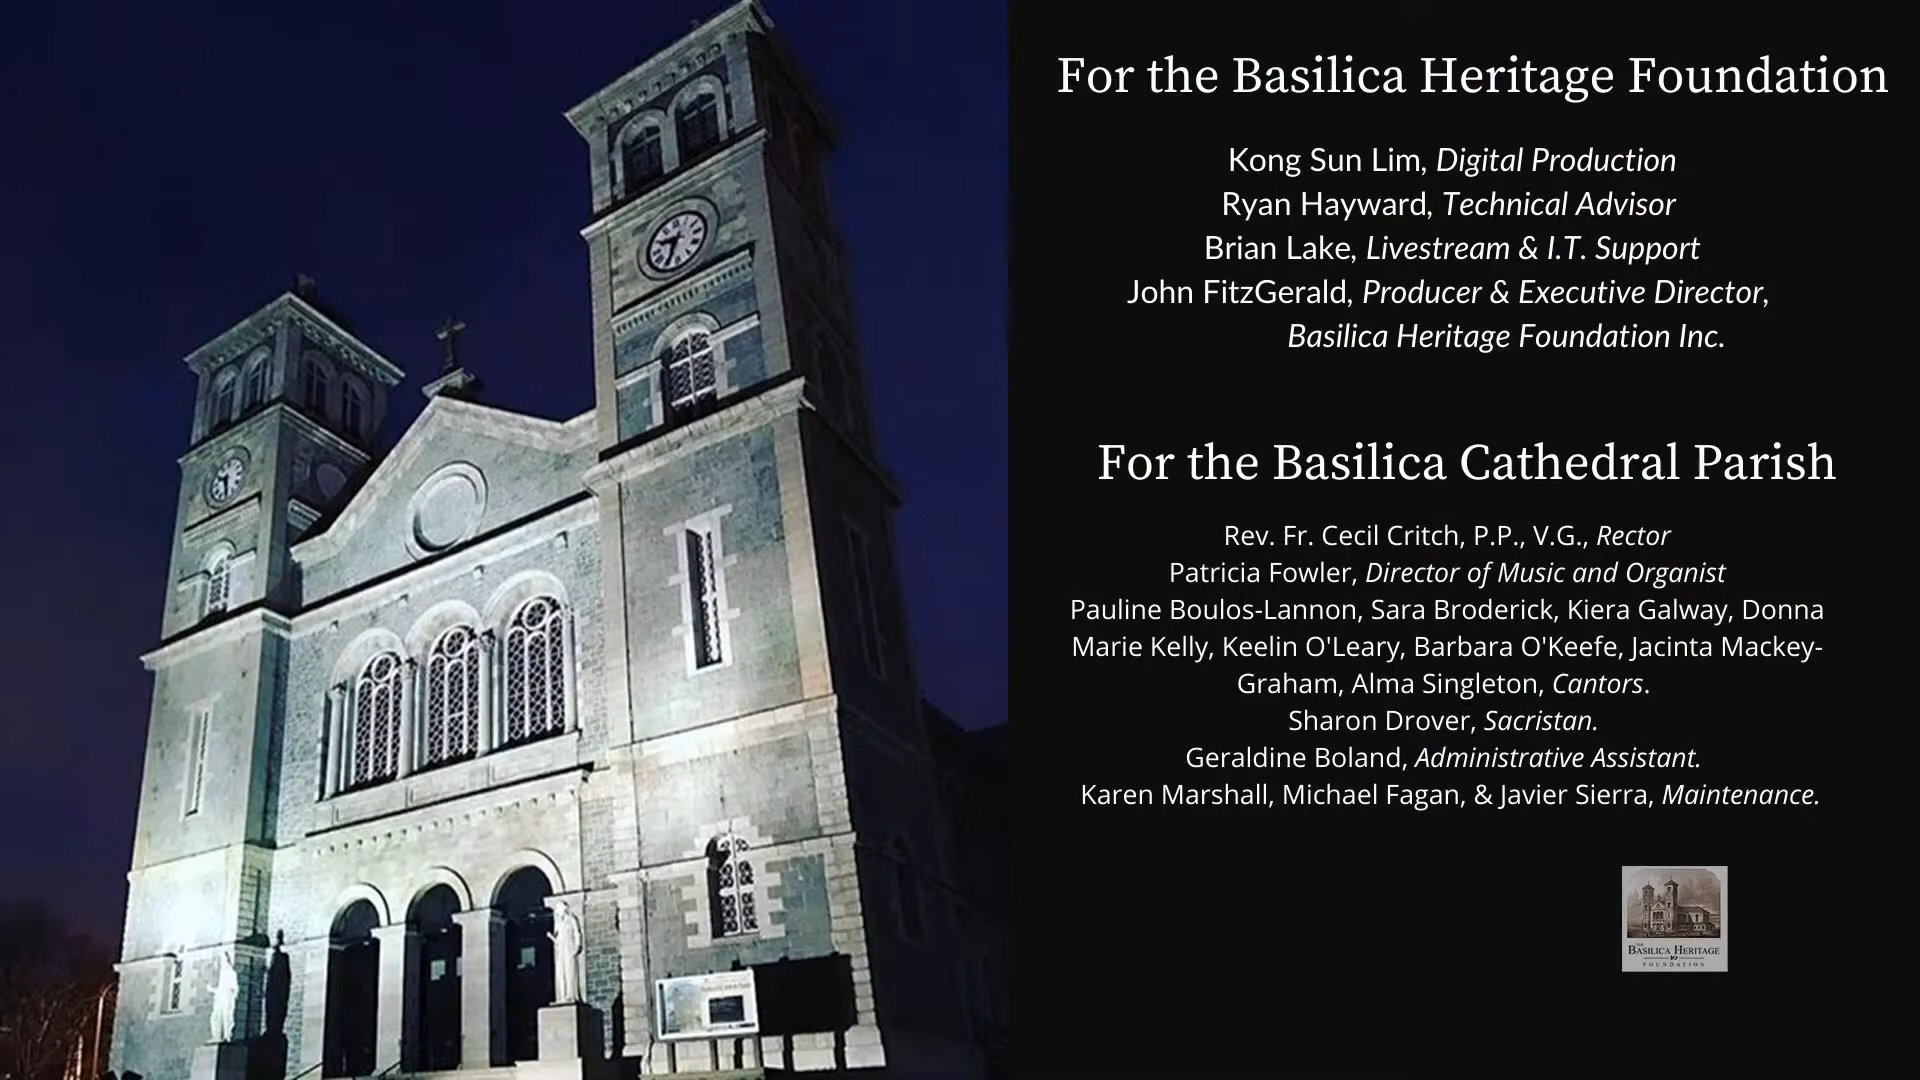 For the Basilica Heritage Foundation
Kong Sun Lim, Digital Production
Ryan Hayward, Technical Advisor
Brian Lake, Livestream & I.T. Support
John FitzGerald, Producer & Executive Director,
Basilica Heritage Foundation Inc.
For the Basilica Cathedral Parish
Rev. Fr. Cecil Critch, P.P., V.G., Rector
Patricia Fowler, Director of Music and Organist
Pauline Boulos-Lannon, Sara Broderick, Kiera Galway, Donna
Marie Kelly, Keelin O'Leary, Barbara O'Keefe, Jacinta Mackey-
Graham, Alma Singleton, Cantors.
Sharon Drover, Sacristan.
Geraldine Boland, Administrative Assistant.
Karen Marshall, Michael Fagan, & Javier Sierra, Maintenance.
THE
BASILICA HERITAGE
FOUNDATION